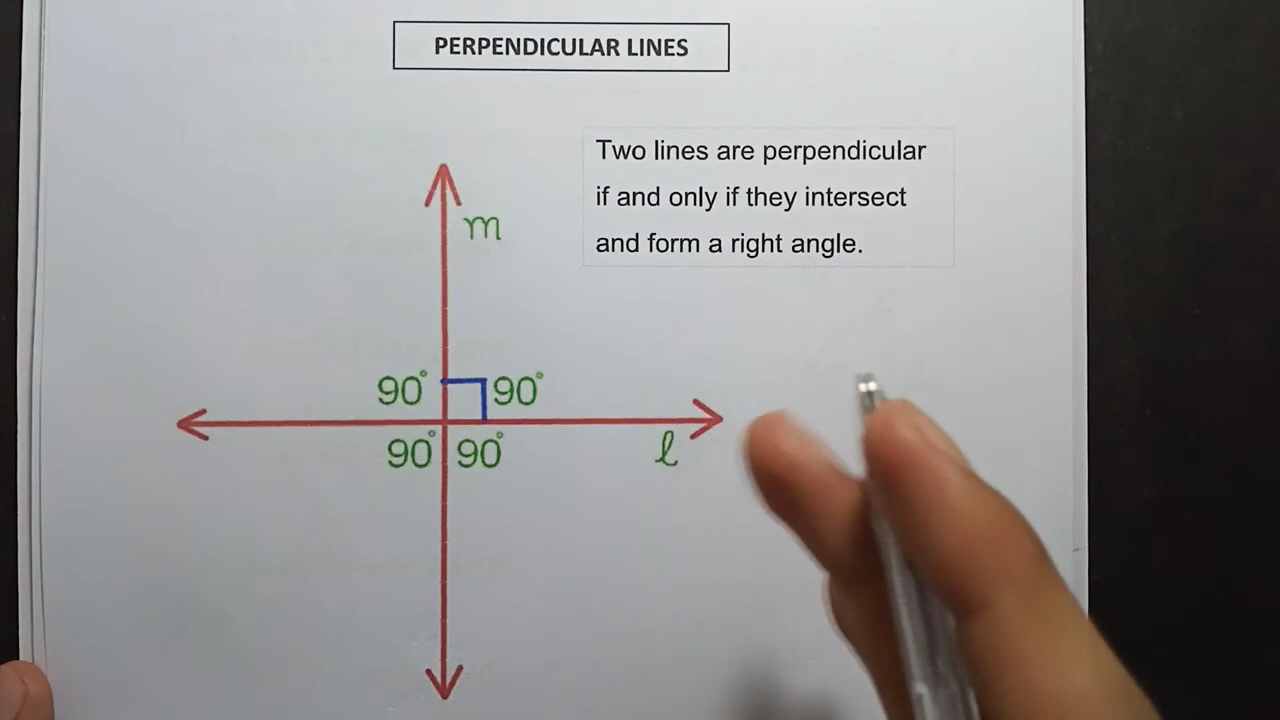 PERPENDICULAR LINES
Two lines are perpendicular
if and only if they intersect
and form a right angle.
m
90° 90°
90° 90°
ℓ